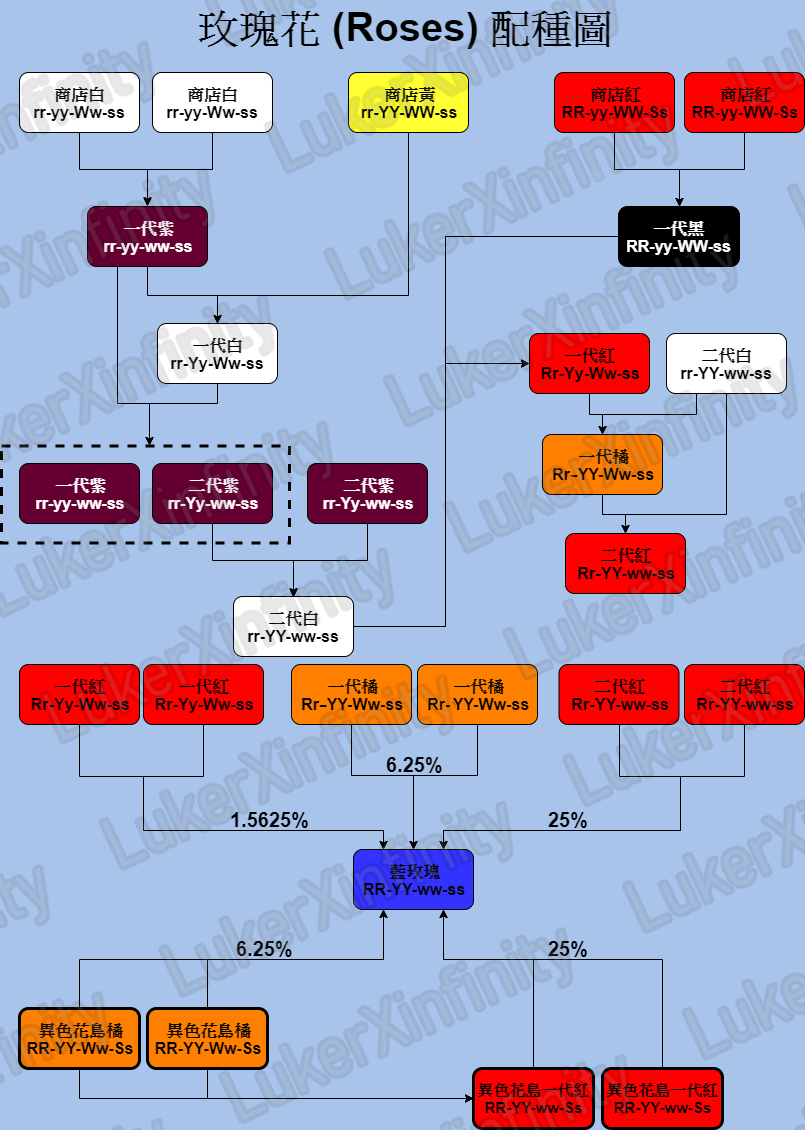 玫瑰花 (Roses) 配種圖
商店白
rr-yy-Ww-ss
商店白
rr-yy-Ww-ss
商店黃
rr-YY-WW-ss
商店紅
RR-yy-WW-Ss
商店紅
RR-yy-WW-Ss
一代紫
rr-yy-ww-ss
一代黑
RR-yy-WW-ss
一代白
rr-Yy-Ww-ss
一代紅
Rr-Yy-Ww-ss
二代白
rr-YY-ww-ss
一代橘
Rr-YY-Ww-ss
一代紫
rr-yy-ww-ss
二代紫
rr-Yy-ww-ss
二代紫
rr-Yy-ww-ss
二代紅
Rr-YY-ww-ss
二代白
rr-YY-ww-ss
一代紅
Rr-Yy-Ww-ss
一代紅
Rr-Yy-Ww-ss
一代橘
Rr-YY-Ww-ss
一代橘
Rr-YY-Ww-ss
二代紅
Rr-YY-ww-ss
二代紅
Rr-YY-ww-ss
6.25%
1.5625%
25%
藍玫瑰
RR-YY-ww-ss
6.25%
25%
異色花島橘
RR-YY-Ww-Ss
異色花島橘
RR-YY-Ww-Ss
異色花島一代紅
RR-YY-ww-Ss
異色花島一代紅
RR-YY-ww-Ss
LukerXinfinity